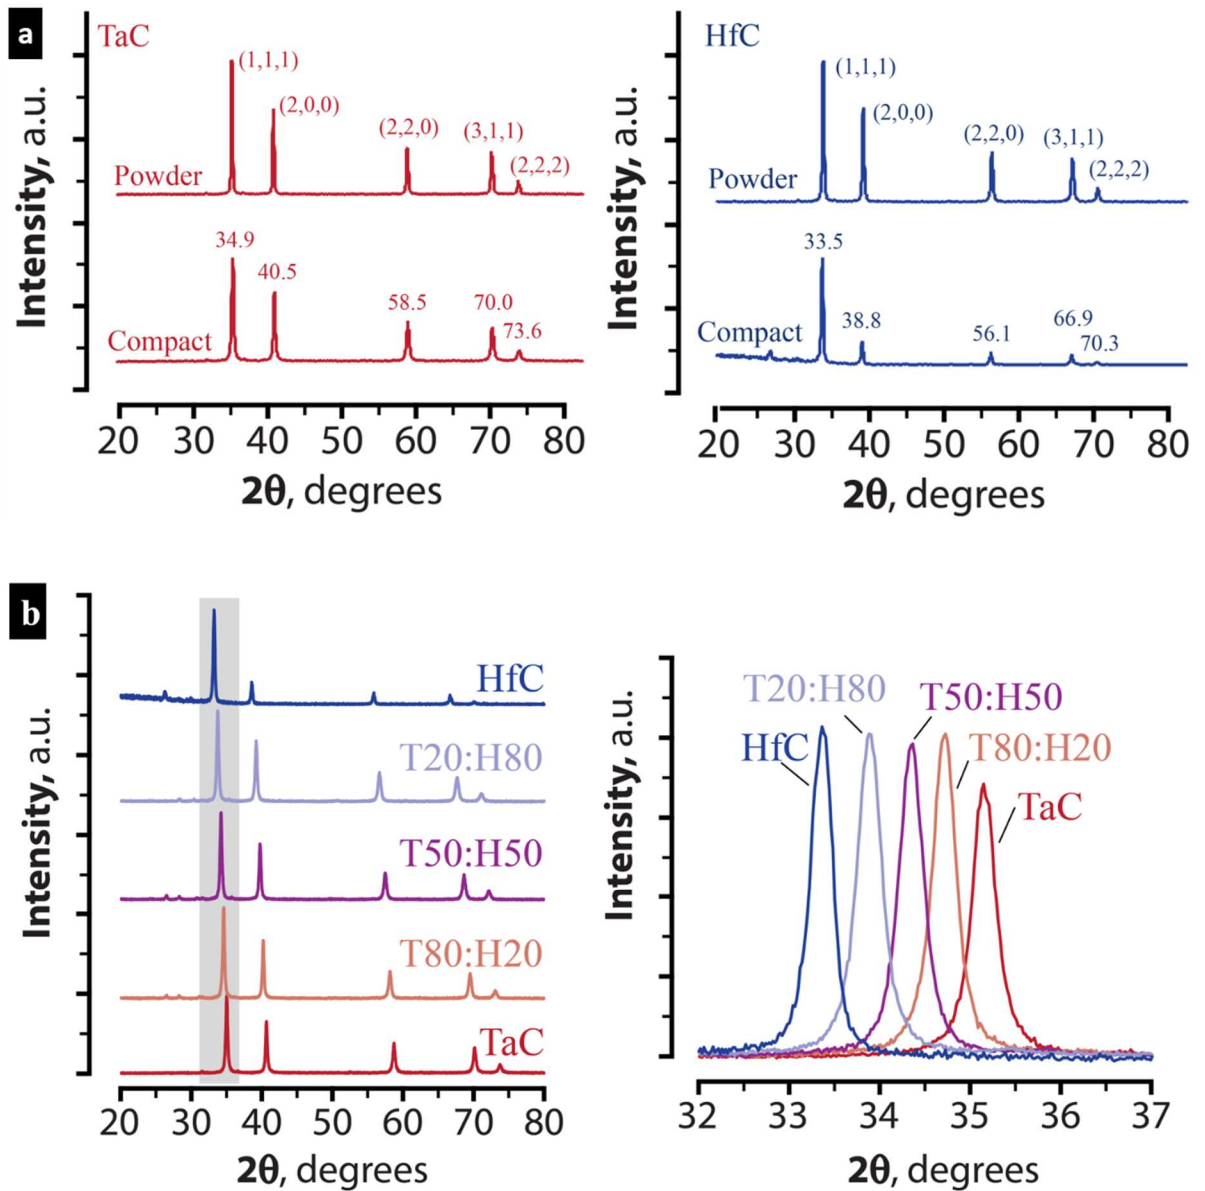 a
TaC
(1,1,1)
(2,0,0)
(2,2,0)
(3,1,1)
(2,2,2)
Powder
34.9
40.5
58.5
70.0
73.6
Compact
Intensity, a.u.
20 30 40 50 60 70 80
2θ, degrees
HfC
(1,1,1)
(2,0,0)
(2,2,0)
(3,1,1)
(2,2,2)
Powder
33.5
38.8
56.1
66.9
70.3
Compact
Intensity, a.u.
20 30 40 50 60 70 80
2θ, degrees
b
HfC
T20:H80
T50:H50
T80:H20
TaC
Intensity, a.u.
20 30 40 50 60 70 80
2θ, degrees
T20:H80
T50:H50
HfC
T80:H20
TaC
Intensity, a.u.
32 33 34 35 36 37
2θ, degrees